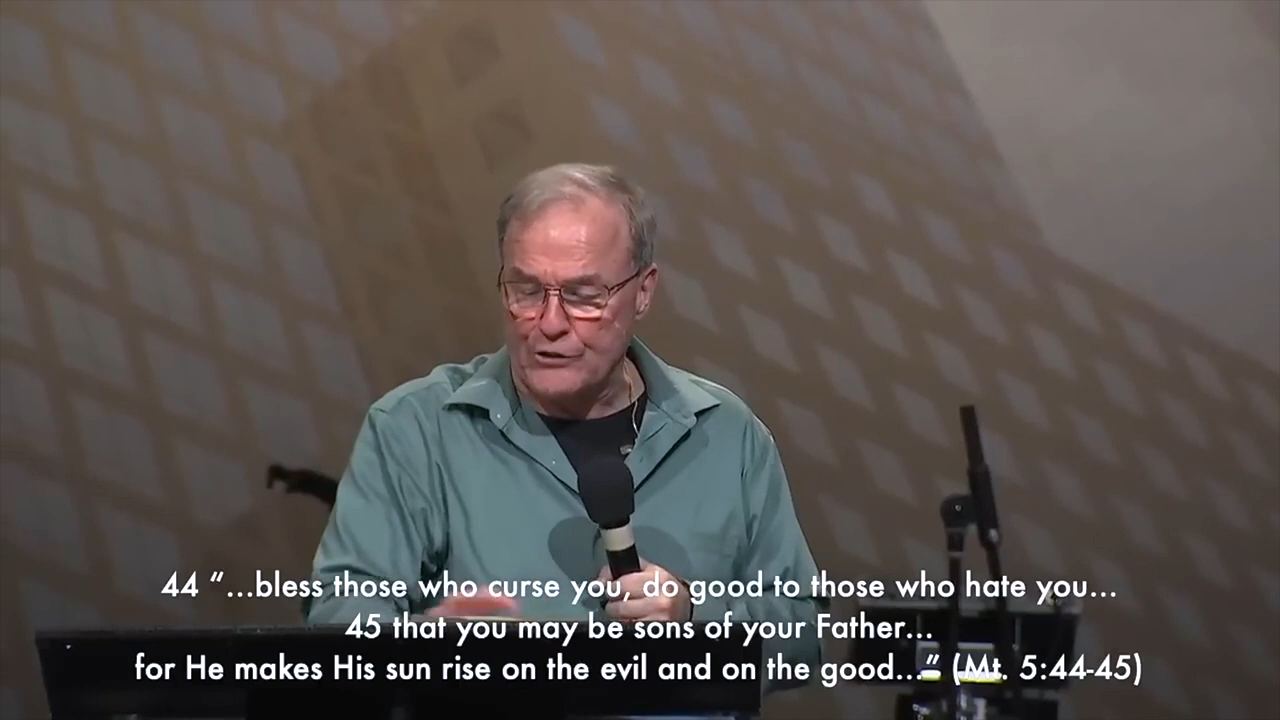 44 “...bless those who curse you, do good to those who hate you...
45 that you may be sons of your Father...
for He makes His sun rise on the evil and on the good...” (Mt. 5:44-45)